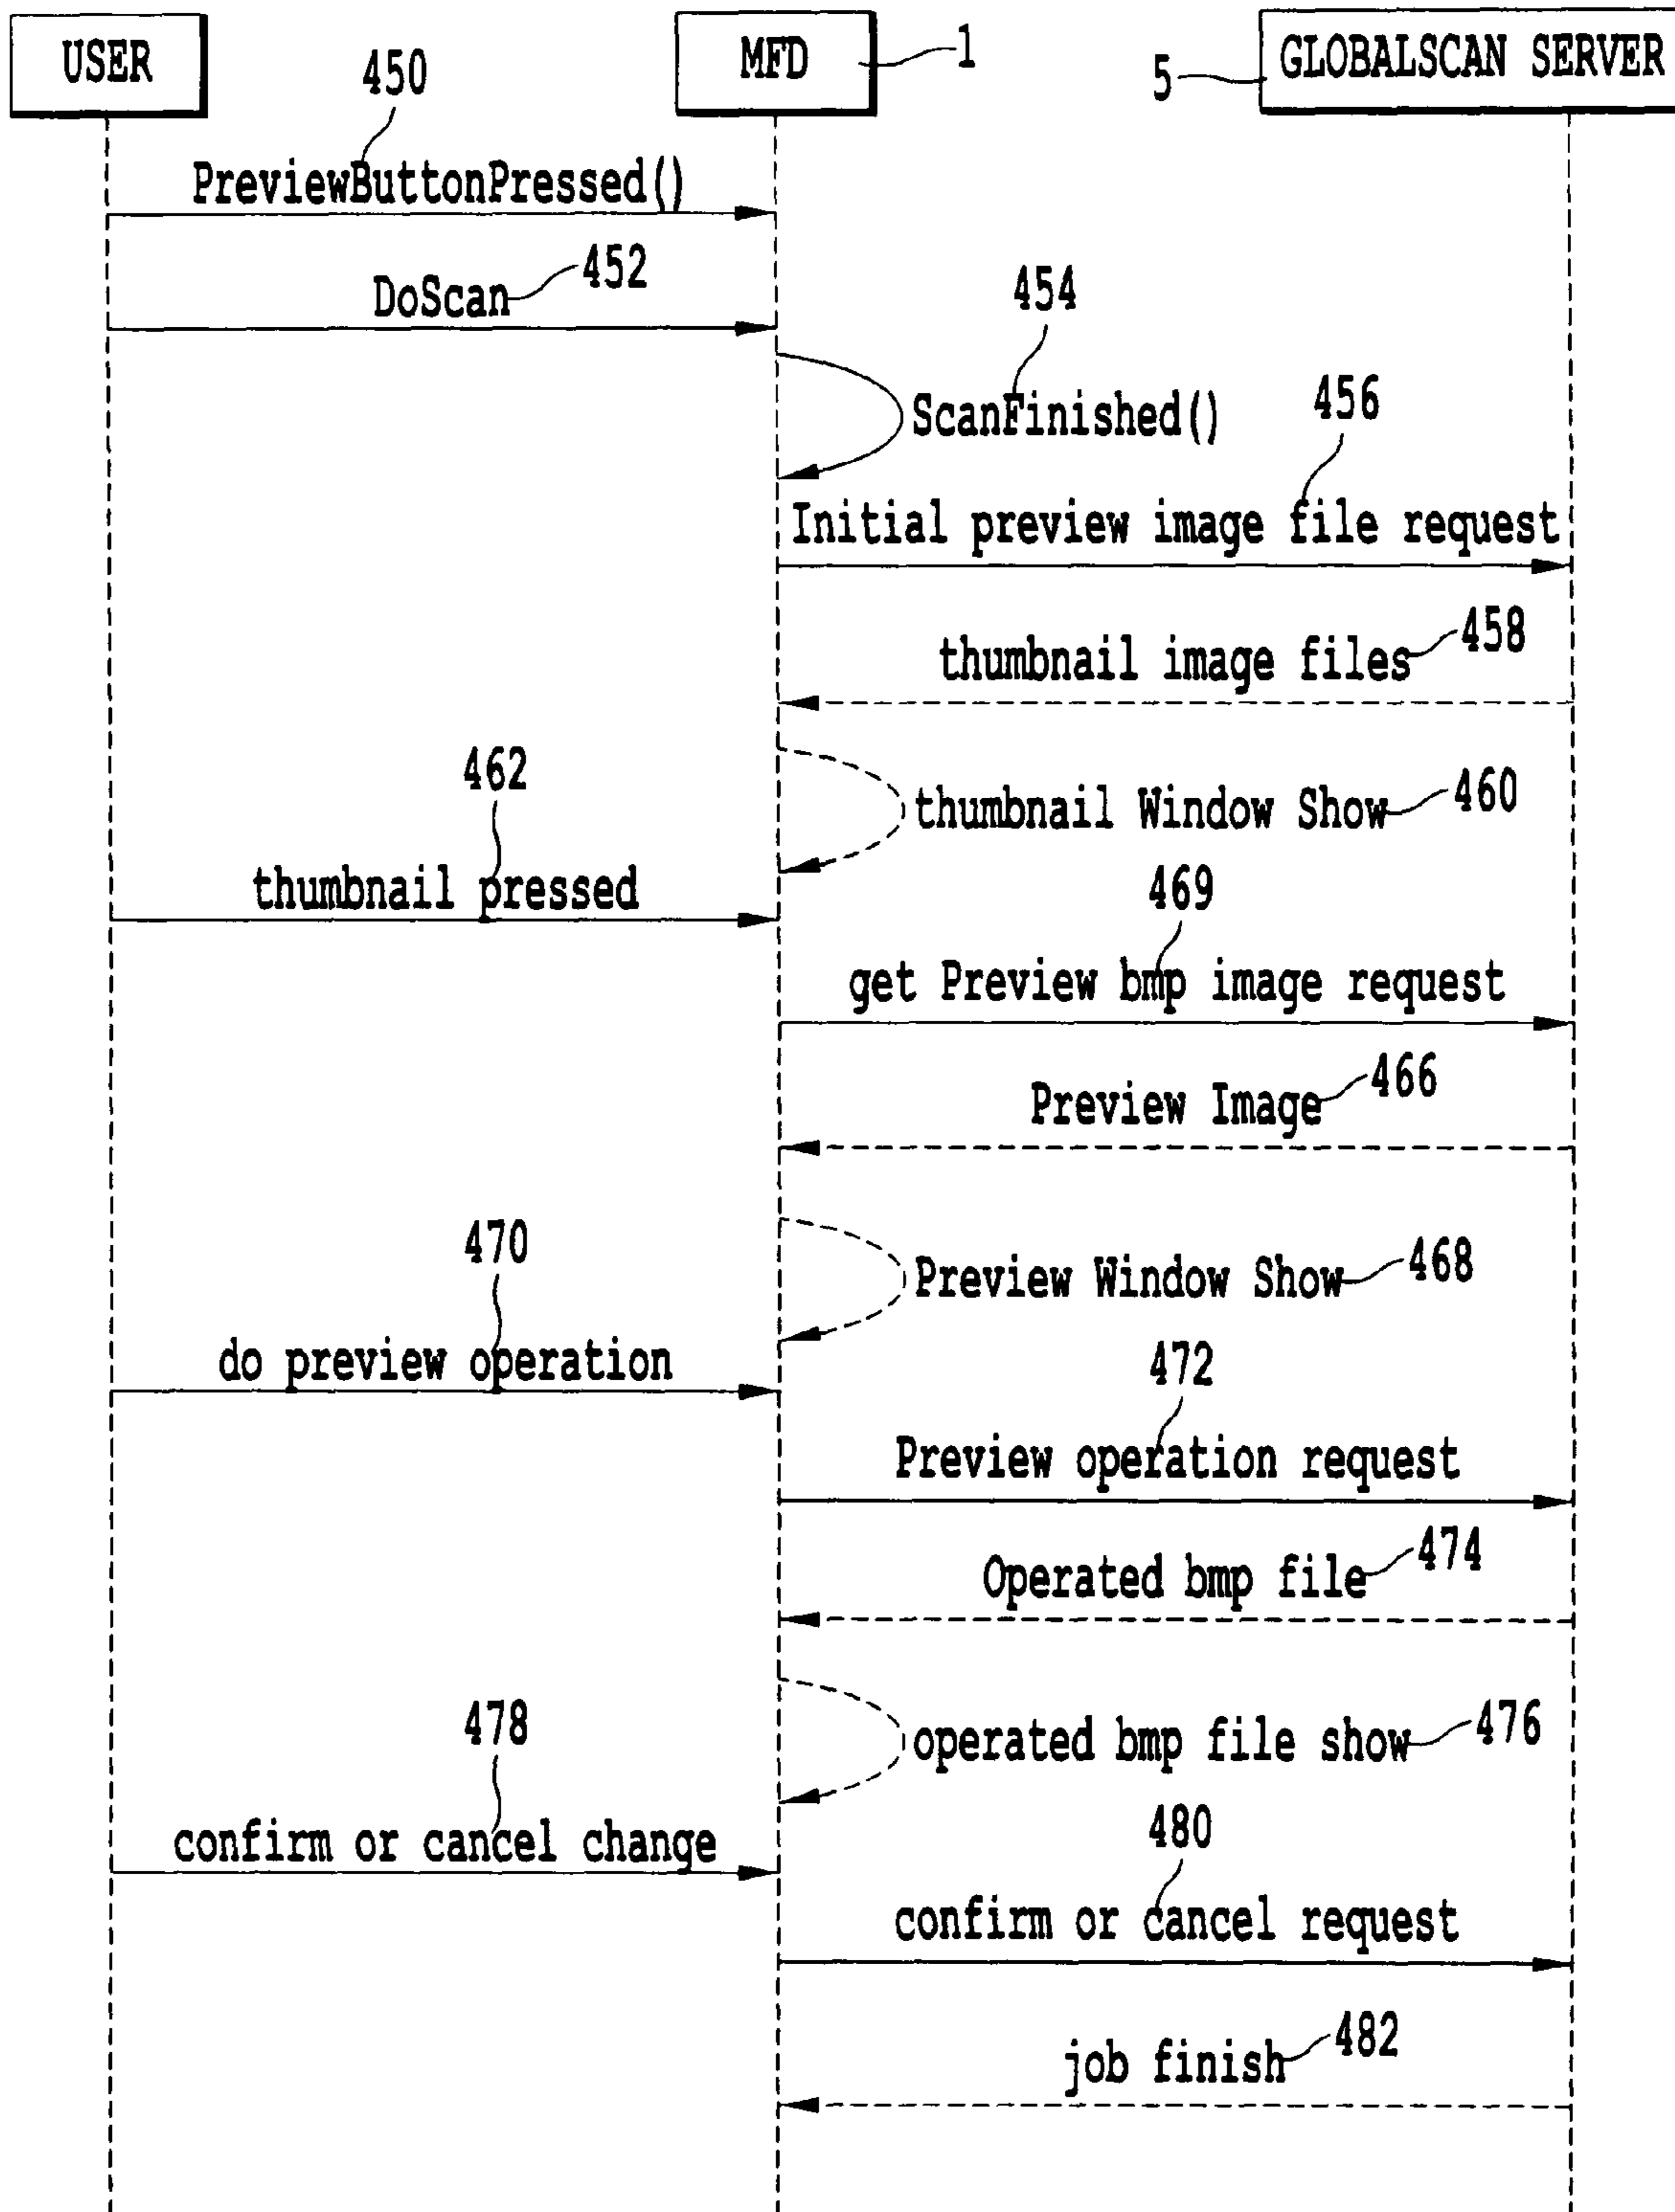 USER
MFD
1
5
GLOBALSCAN SERVER
450
PreviewButtonPressed()
452
DoScan
454
ScanFinished()
456
Initial preview image file request
458
thumbnail image files
460
thumbnail Window Show
462
thumbnail pressed
469
get Preview bmp image request
466
Preview Image
468
Preview Window Show
470
do preview operation
472
Preview operation request
474
Operated bmp file
476
operated bmp file show
478
confirm or cancel change
480
confirm or cancel request
482
job finish